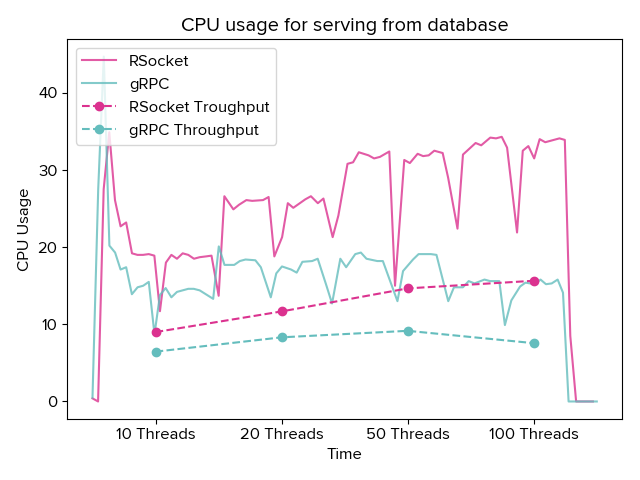 CPU usage for serving from database
RSocket
gRPC
RSocket Troughput
gRPC Throughput
CPU Usage
40
30
20
10
0
10 Threads
20 Threads
50 Threads
100 Threads
Time